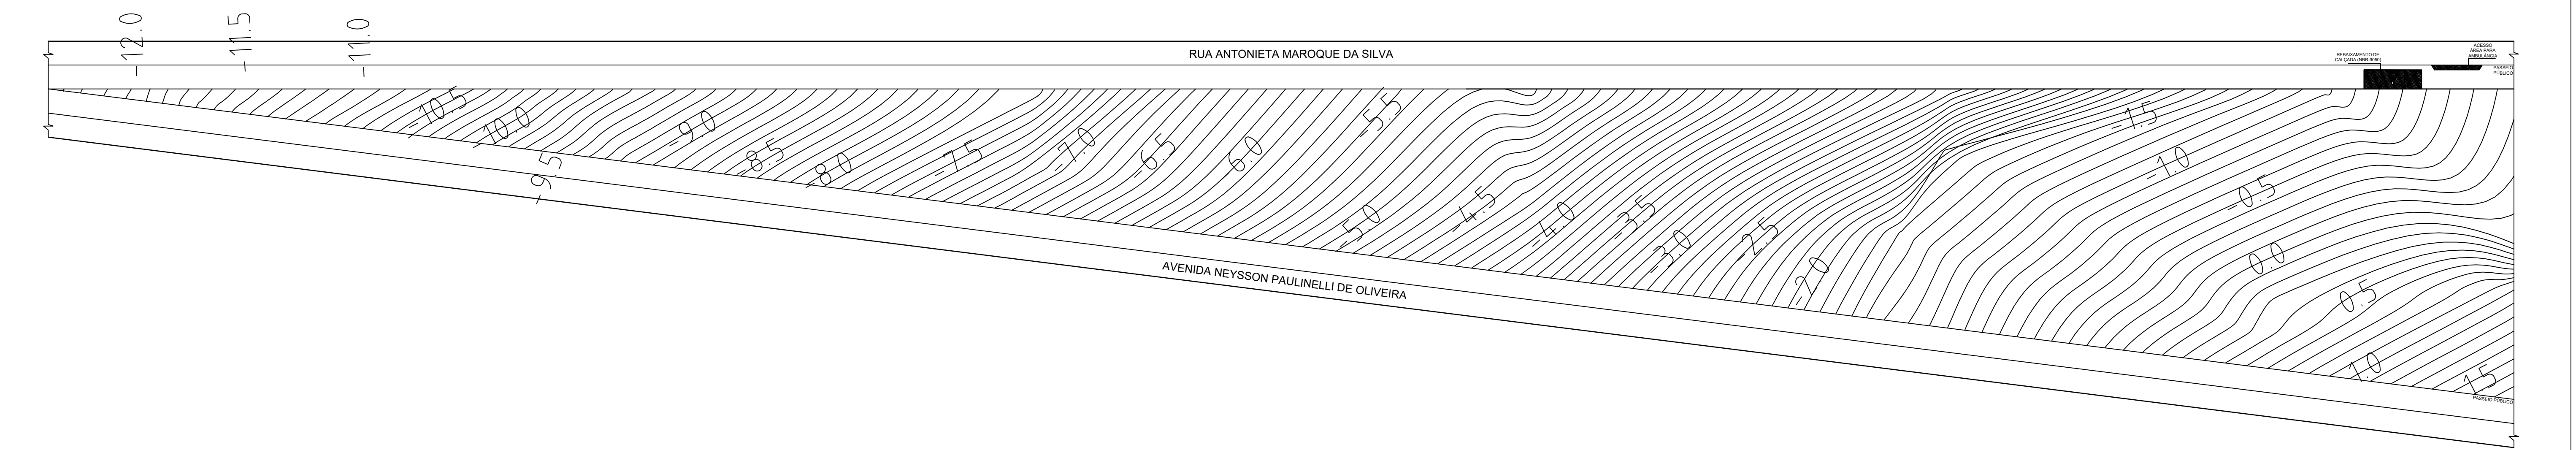 -12.0
-11.5
-11.0
RUA ANTONIETA MAROQUE DA SILVA
REBAIXAMENTO DE
CALÇADA (NBR-9050)
ACESSO
ÁREA PARA
AMBULÂNCIA
PASSEIO
PÚBLICO
-10.5
-10.0
-9.5
-9.0
-8.5
-8.0
-7.5
-7.0
-6.5
-6.0
-5.5
-5.0
-4.5
-4.0
-3.5
-3.0
-2.5
-2.0
-1.5
-1.0
-0.5
0.0
0.5
1.0
1.5
AVENIDA NEYSSON PAULINELLI DE OLIVEIRA
PASSEIO PÚBLICO